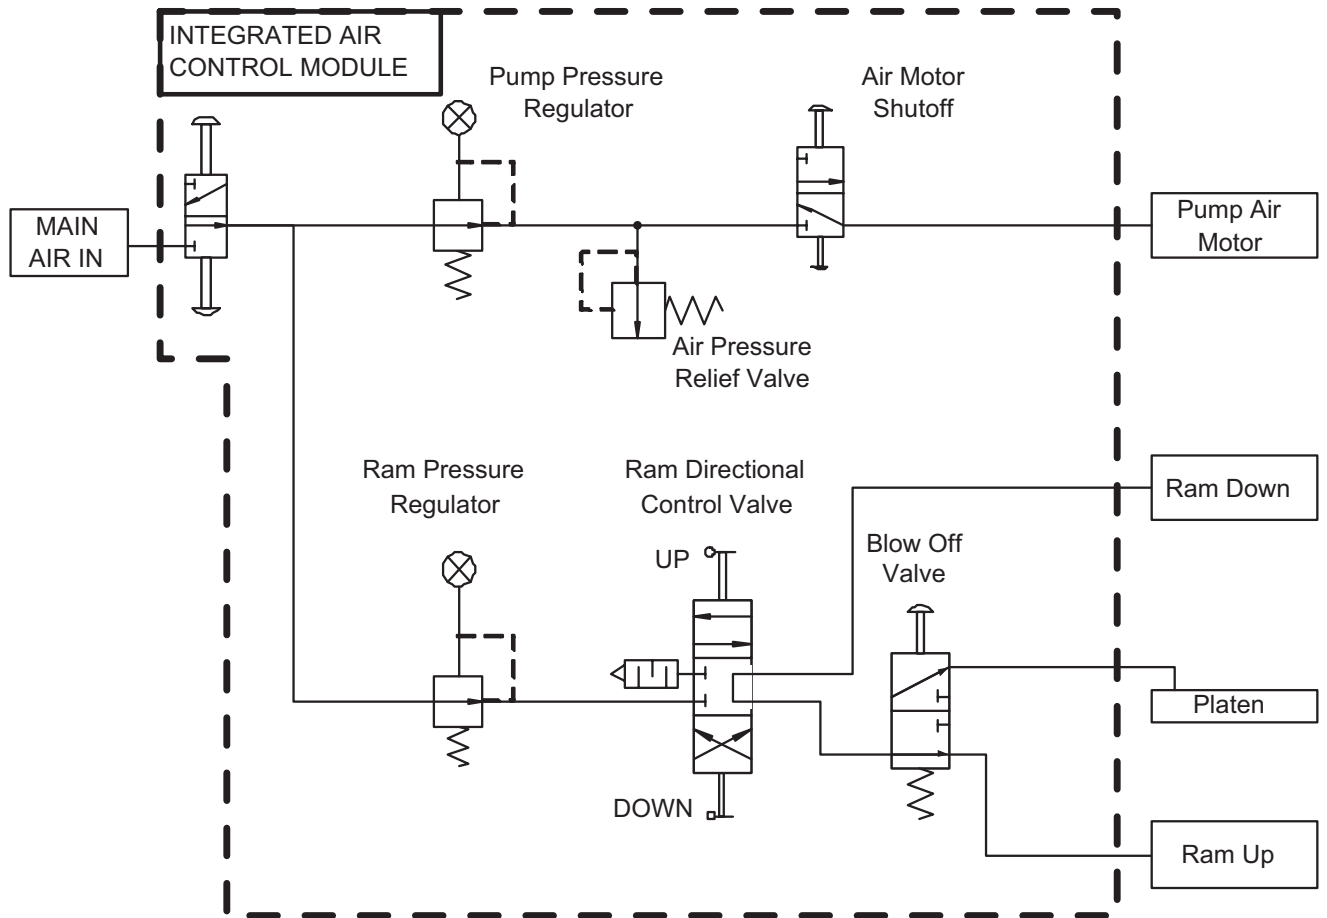 INTEGRATED AIR
CONTROL MODULE
Pump Pressure
Regulator
Air Motor
Shutoff
MAIN
AIR IN
Pump Air
Motor
Air Pressure
Relief Valve
Ram Pressure
Regulator
Ram Directional
Control Valve
Ram Down
UP
Blow Off
Valve
Platen
DOWN
Ram Up